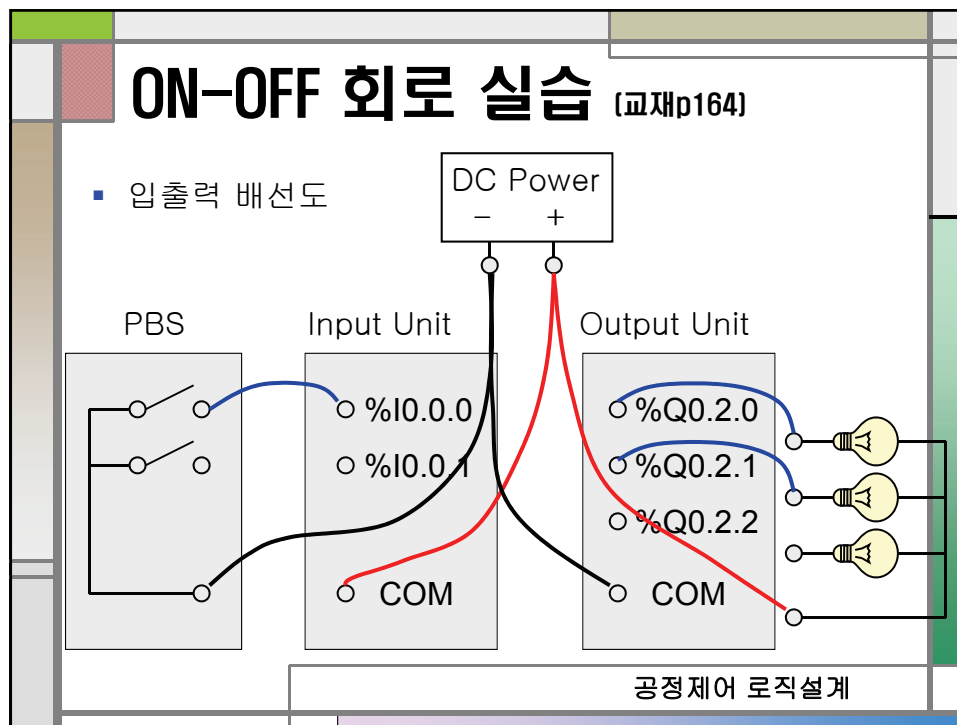 ON-OFF 회로 실습 (교재p164)
▪ 입출력 배선도
DC Power
− +
PBS
Input Unit
Output Unit
%I0.0.0
%I0.0.1
COM
%Q0.2.0
%Q0.2.1
%Q0.2.2
COM
공정제어 로직설계